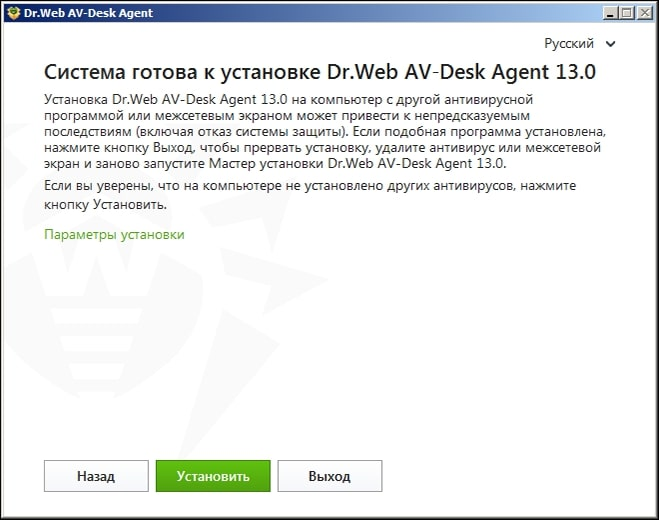 Dr.Web AV-Desk Agent
Русский
Система готова к установке Dr.Web AV-Desk Agent 13.0
Установка Dr.Web AV-Desk Agent 13.0 на компьютер с другой антивирусной
программой или межсетевым экраном может привести к непредсказуемым
последствиям (включая отказ системы защиты). Если подобная программа установлена,
нажмите кнопку Выход, чтобы прервать установку, удалите антивирус или межсетевой
экран и заново запустите Мастер установки Dr.Web AV-Desk Agent 13.0.
Если вы уверены, что на компьютере не установлено других антивирусов, нажмите
кнопку Установить.
Параметры установки
Назад
Установить
Выход